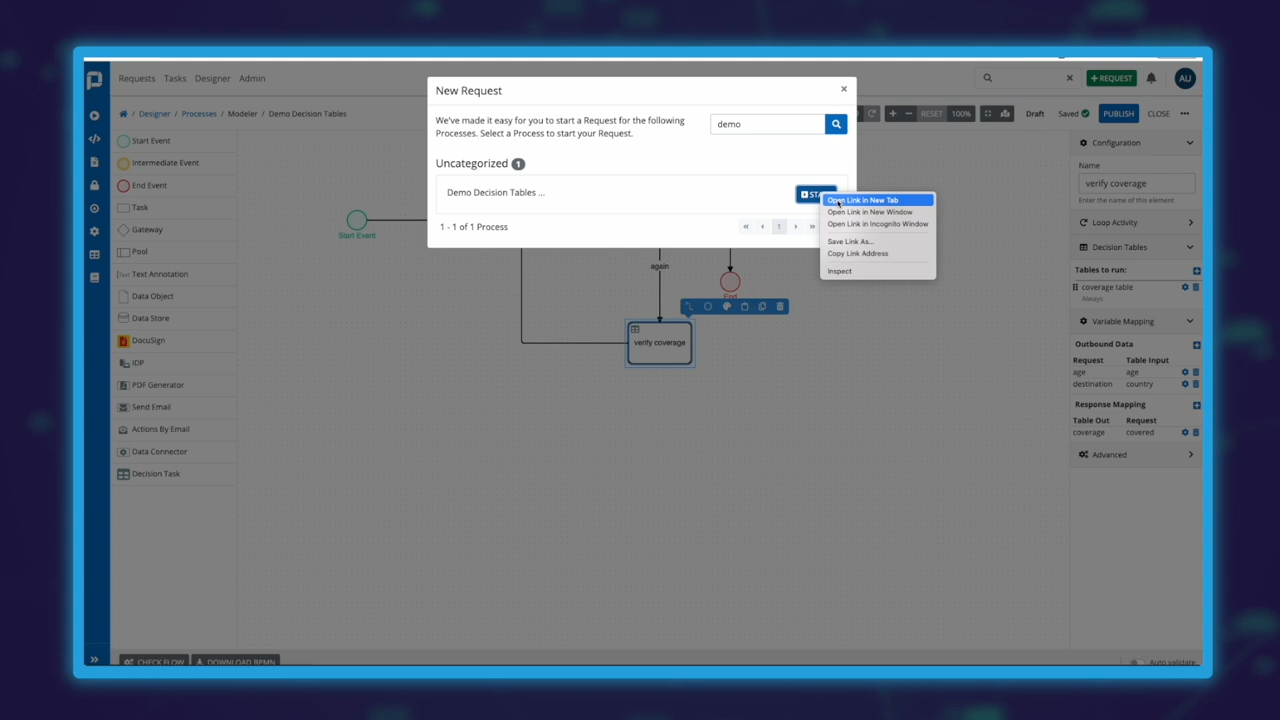 Requests Tasks Designer Admin
+REQUEST
AU
/ Designer / Processes / Modeler / Demo Decision Tables
RESET 100%
Draft Saved PUBLISH CLOSE
Start Event
Intermediate Event
End Event
Task
Gateway
Pool
Text Annotation
Data Object
Data Store
DocuSign
IDP
PDF Generator
Send Email
Actions By Email
Data Connector
Decision Task
CHECK FLOW DOWNLOAD BPMN
Start Event
again
End
verify coverage
New Request
We've made it easy for you to start a Request for the following
Processes. Select a Process to start your Request.
demo
Uncategorized 1
Demo Decision Tables ...
1 - 1 of 1 Process
« ‹ 1 › »
Open Link in New Tab
Open Link in New Window
Open Link in Incognito Window
Save Link As...
Copy Link Address
Inspect
Configuration
Name
verify coverage
Enter the name of this element
Loop Activity
Decision Tables
Tables to run:
coverage table
Always
Variable Mapping
Outbound Data
Request Table Input
age age
destination country
Response Mapping
Table Out Request
coverage covered
Advanced
Auto validate